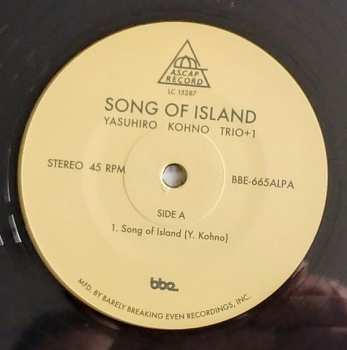 ASCAP
RECORD
LC 15287
SONG OF ISLAND
YASUHIRO KOHNO TRIO+1
STEREO 45 RPM
BBE-665ALPA
SIDE A
1. Song of Island (Y. Kohno)
bbe
MFD. BY BARELY BREAKING EVEN RECORDINGS, INC.